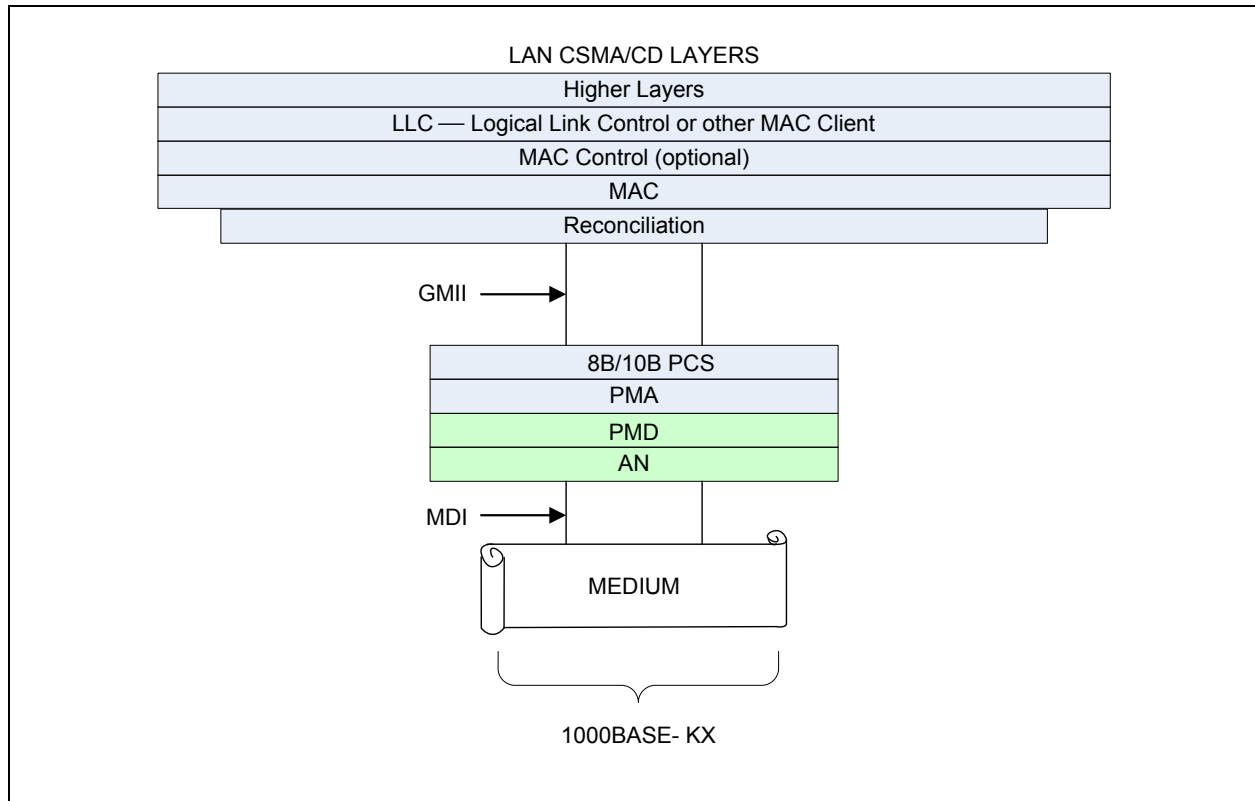 LAN CSMA/CD LAYERS
Higher Layers
LLC — Logical Link Control or other MAC Client
MAC Control (optional)
MAC
Reconciliation
GMII
8B/10B PCS
PMA
PMD
AN
MDI
MEDIUM
1000BASE- KX